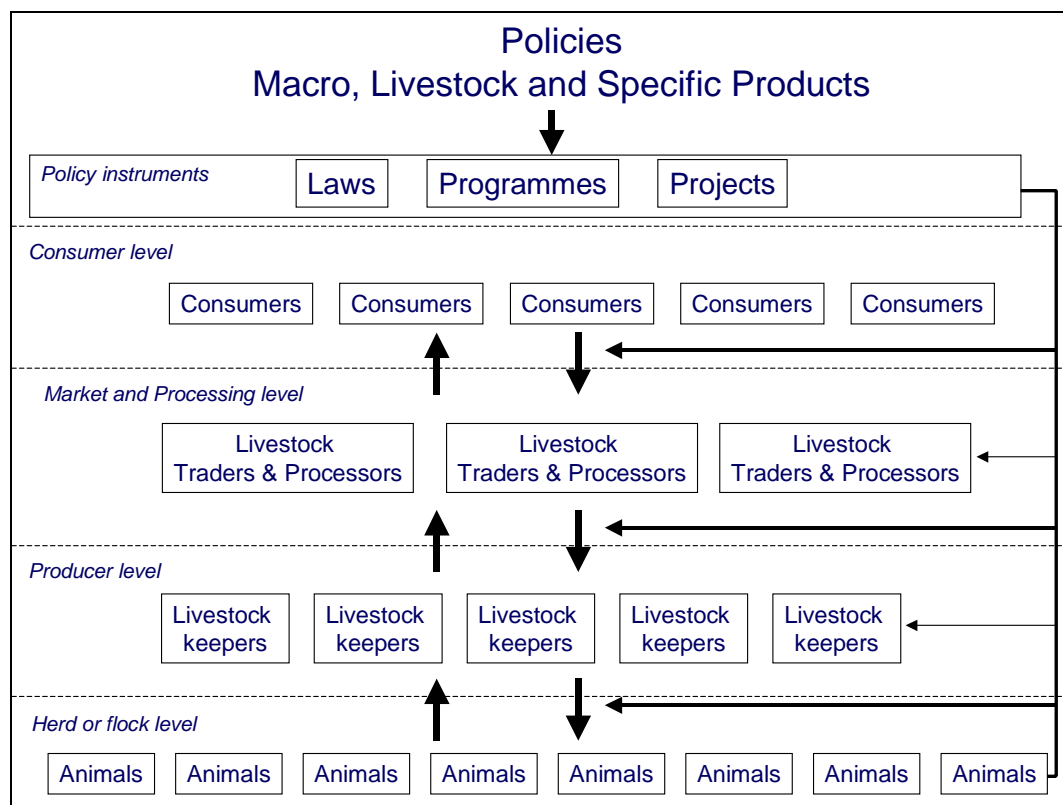 Policies
Macro, Livestock and Specific Products
Policy instruments
Laws
Programmes
Projects
Consumer level
Consumers
Consumers
Consumers
Consumers
Consumers
Market and Processing level
Livestock
Traders & Processors
Livestock
Traders & Processors
Livestock
Traders & Processors
Producer level
Livestock
keepers
Livestock
keepers
Livestock
keepers
Livestock
keepers
Livestock
keepers
Herd or flock level
Animals
Animals
Animals
Animals
Animals
Animals
Animals
Animals